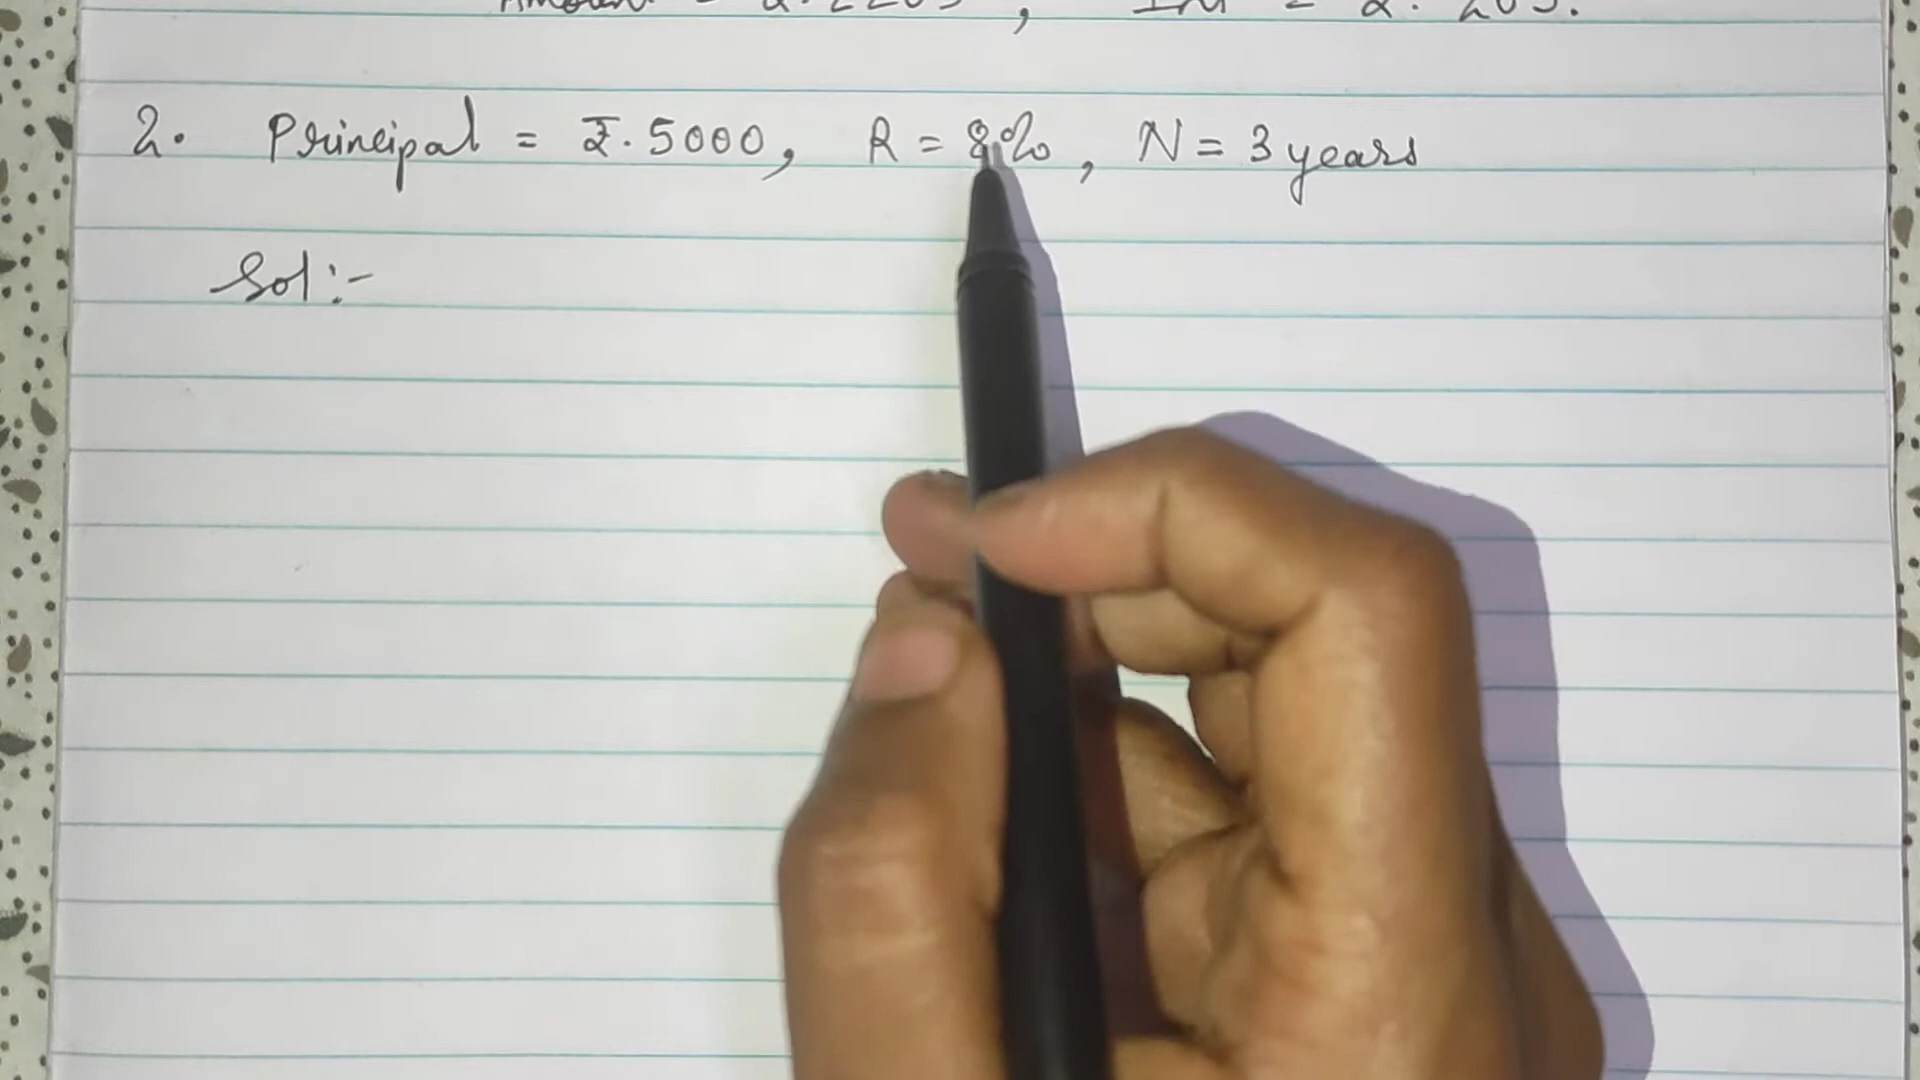 2. Principal = ₹. 5000, R = 8%, N = 3 years
Sol:-